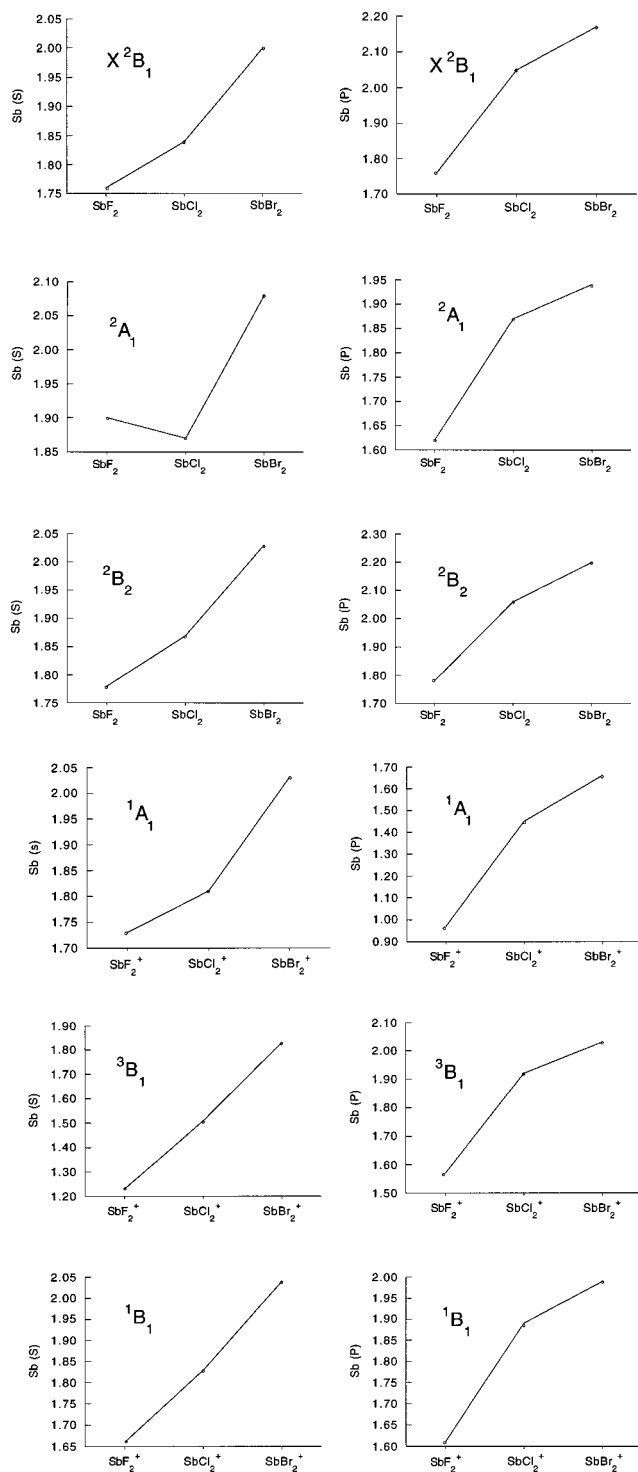 2.05
2.00
1.95
1.90
1.85
1.80
1.75
Sb (S)
X ²B₁
SbF₂ SbCl₂ SbBr₂
2.20
2.10
2.00
1.90
1.80
1.70
Sb (P)
X ²B₁
SbF₂ SbCl₂ SbBr₂
2.10
2.05
2.00
1.95
1.90
1.85
Sb (S)
²A₁
SbF₂ SbCl₂ SbBr₂
1.95
1.90
1.85
1.80
1.75
1.70
1.65
1.60
Sb (P)
²A₁
SbF₂ SbCl₂ SbBr₂
2.05
2.00
1.95
1.90
1.85
1.80
1.75
Sb (S)
²B₂
SbF₂ SbCl₂ SbBr₂
2.30
2.20
2.10
2.00
1.90
1.80
1.70
Sb (P)
²B₂
SbF₂ SbCl₂ SbBr₂
2.05
2.00
1.95
1.90
1.85
1.80
1.75
1.70
Sb (s)
¹A₁
SbF₂⁺ SbCl₂⁺ SbBr₂⁺
1.70
1.60
1.50
1.40
1.30
1.20
1.10
1.00
0.90
Sb (P)
¹A₁
SbF₂⁺ SbCl₂⁺ SbBr₂⁺
1.90
1.80
1.70
1.60
1.50
1.40
1.30
1.20
Sb (S)
³B₁
SbF₂⁺ SbCl₂⁺ SbBr₂⁺
2.10
2.00
1.90
1.80
1.70
1.60
1.50
Sb (P)
³B₁
SbF₂⁺ SbCl₂⁺ SbBr₂⁺
2.05
2.00
1.95
1.90
1.85
1.80
1.75
1.70
1.65
Sb (S)
¹B₁
SbF₂⁺ SbCl₂⁺ SbBr₂⁺
2.00
1.95
1.90
1.85
1.80
1.75
1.70
1.65
1.60
Sb (P)
¹B₁
SbF₂⁺ SbCl₂⁺ SbBr₂⁺